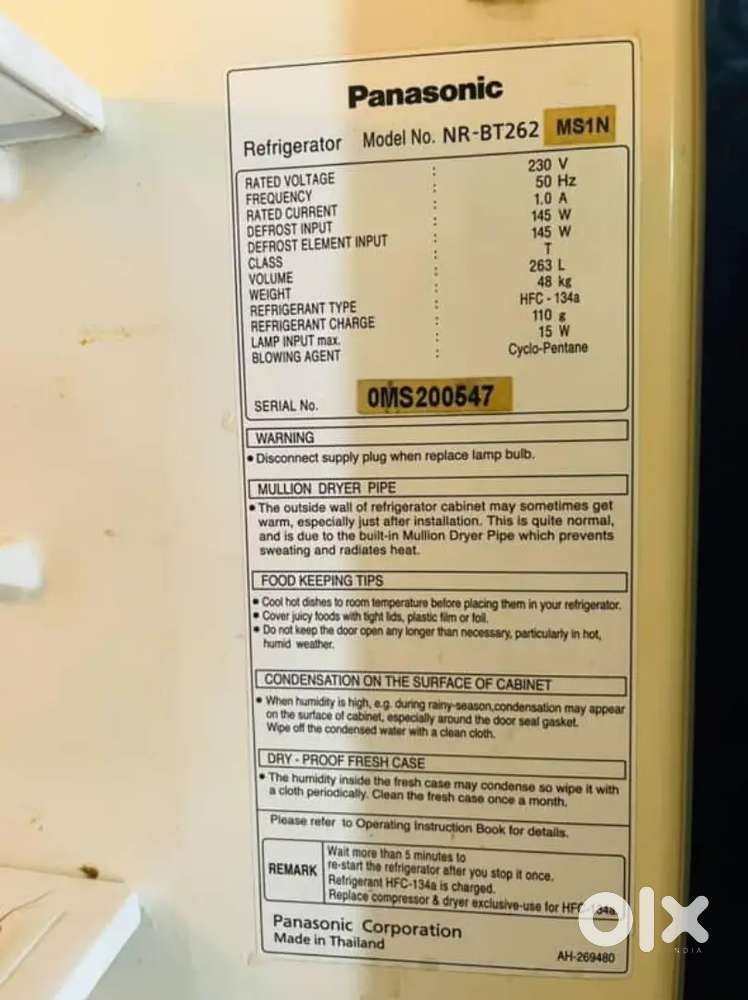 Panasonic
Refrigerator Model No. NR-BT262 MS1N
RATED VOLTAGE : 230 V
FREQUENCY : 50 Hz
RATED CURRENT : 1.0 A
DEFROST INPUT : 145 W
DEFROST ELEMENT INPUT : 145 W
CLASS : T
VOLUME : 263 L
WEIGHT : 48 kg
REFRIGERANT TYPE : HFC - 134a
REFRIGERANT CHARGE : 110 g
LAMP INPUT max. : 15 W
BLOWING AGENT : Cyclo-Pentane
SERIAL No. 0MS200547
WARNING
• Disconnect supply plug when replace lamp bulb.
MULLION DRYER PIPE
• The outside wall of refrigerator cabinet may sometimes get
warm, especially just after installation. This is quite normal,
and is due to the built-in Mullion Dryer Pipe which prevents
sweating and radiates heat.
FOOD KEEPING TIPS
• Cool hot dishes to room temperature before placing them in your refrigerator.
• Cover juicy foods with tight lids, plastic film or foil.
• Do not keep the door open any longer than necessary, particularly in hot,
humid weather.
CONDENSATION ON THE SURFACE OF CABINET
• When humidity is high, e.g. during rainy-season,condensation may appear
on the surface of cabinet, especially around the door seal gasket.
Wipe off the condensed water with a clean cloth.
DRY - PROOF FRESH CASE
• The humidity inside the fresh case may condense so wipe it with
a cloth periodically. Clean the fresh case once a month.
Please refer to Operating Instruction Book for details.
REMARK
Wait more than 5 minutes to
re-start the refrigerator after you stop it once.
Refrigerant HFC-134a is charged.
Replace compressor & dryer exclusive-use for HFC-134a
Panasonic Corporation
Made in Thailand
AH-269480
olx
INDIA